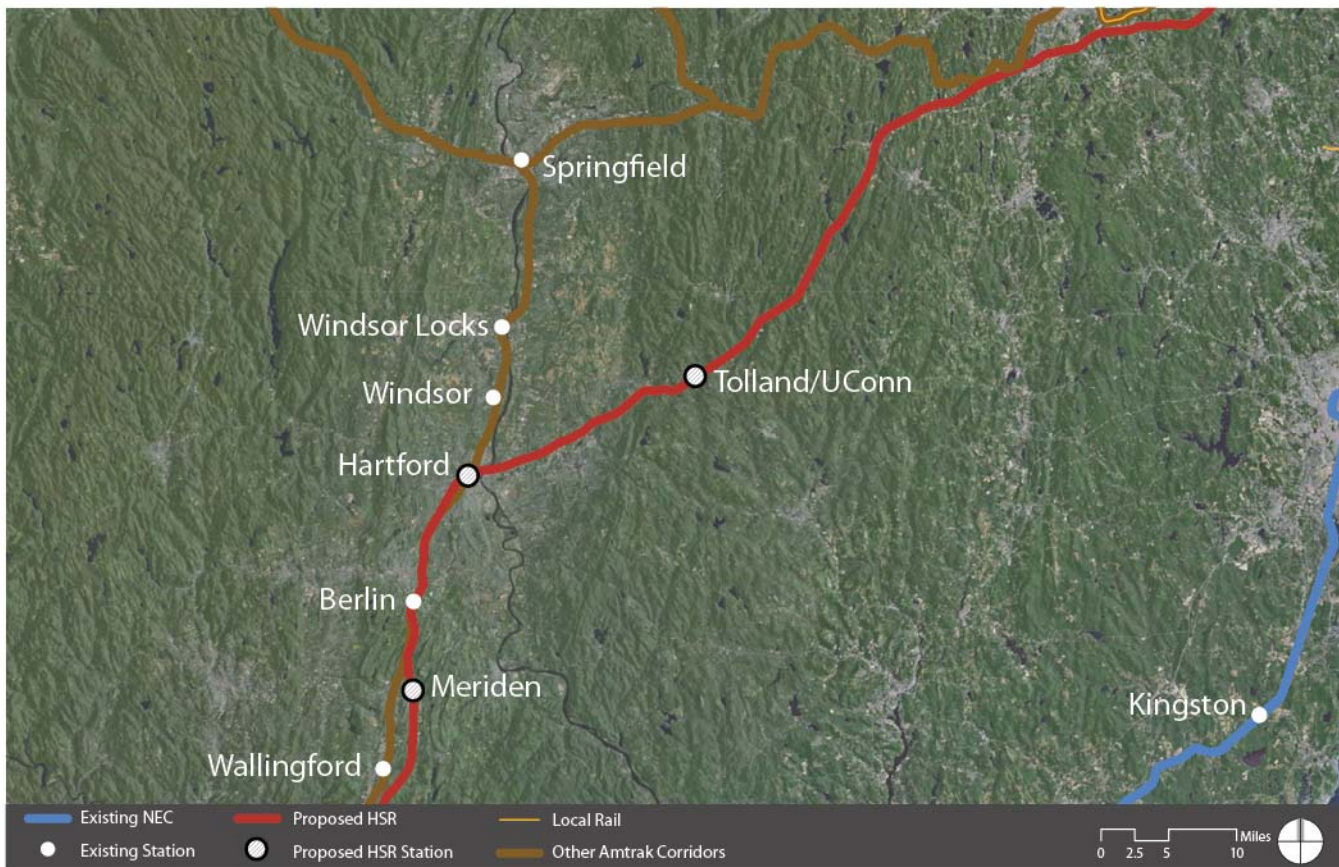 Springfield
Windsor Locks
Windsor
Tolland/UConn
Hartford
Berlin
Meriden
Kingston
Wallingford
Existing NEC
Proposed HSR
Local Rail
Existing Station
Proposed HSR Station
Other Amtrak Corridors
Miles
0 2.5 5 10